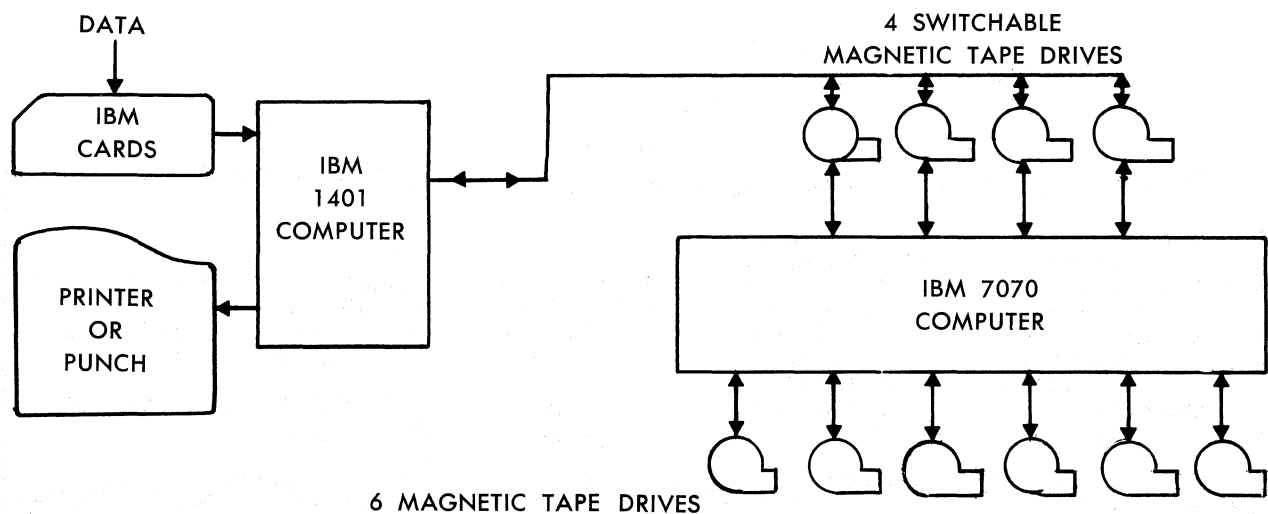 DATA
IBM
CARDS
IBM
1401
COMPUTER
PRINTER
OR
PUNCH
4 SWITCHABLE
MAGNETIC TAPE DRIVES
IBM 7070
COMPUTER
6 MAGNETIC TAPE DRIVES